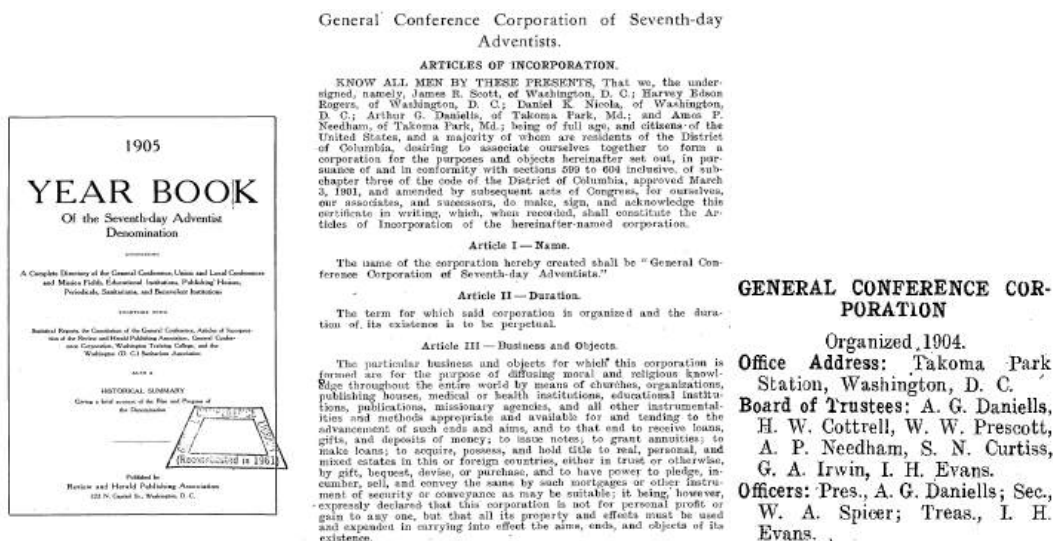 1905
YEAR BOOK
Of the Seventh-day Adventist
Denomination
A Complete Directory of the General Conference, Union and Local Conferences
and Mission Fields, Educational Institutions, Publishing Houses,
Periodicals, Sanitariums, and Benevolent Institutions
Statistical Reports, the Constitution of the General Conference, Articles of Incorpora-
tion of the Review and Herald Publishing Association, General Confer-
ence Corporation, Washington Training College, and the
Washington (D. C.) Sanitarium Association
HISTORICAL SUMMARY
Giving a brief account of the Rise and Progress of
the Denomination
(Reconstructed in 1961)
Published by
Review and Herald Publishing Association
222 N. Capitol St., Washington, D. C.
General Conference Corporation of Seventh-day
Adventists.
ARTICLES OF INCORPORATION.
KNOW ALL MEN BY THESE PRESENTS, That we, the under-
signed, namely, James R. Scott, of Washington, D. C.; Harvey Edson
Rogers, of Washington, D. C.; Daniel K. Nicola, of Washington,
D. C.; Arthur G. Daniells, of Takoma Park, Md.; and Amos P.
Needham, of Takoma Park, Md.; being of full age, and citizens of the
United States, and a majority of whom are residents of the District
of Columbia, desiring to associate ourselves together to form a
corporation for the purposes and objects hereinafter set out, in pur-
suance of and in conformity with sections 599 to 604 inclusive, of sub-
chapter three of the code of the District of Columbia, approved March
3, 1901, and amended by subsequent acts of Congress, for ourselves,
our associates, and successors, do make, sign, and acknowledge this
certificate in writing, which, when recorded, shall constitute the Ar-
ticles of Incorporation of the hereinafter-named corporation.
Article I — Name.
The name of the corporation hereby created shall be "General Con-
ference Corporation of Seventh-day Adventists."
Article II — Duration.
The term for which said corporation is organized and the dura-
tion of its existence is to be perpetual.
Article III — Business and Objects.
The particular business and objects for which this corporation is
formed are for the purpose of diffusing moral and religious knowl-
edge throughout the entire world by means of churches, organizations,
publishing houses, medical or health institutions, educational institu-
tions, publications, missionary agencies, and all other instrumental-
ities and methods appropriate and available for and tending to the
advancement of such ends and aims, and to that end to receive loans,
gifts, and deposits of money; to issue notes; to grant annuities; to
make loans; to acquire, possess, and hold title to real, personal, and
mixed estates in this or foreign countries, either in trust or otherwise,
by gift, bequest, devise, or purchase, and to have power to pledge, in-
cumber, sell, and convey the same by such mortgages or other instru-
ment of security or conveyance as may be suitable; it being, however,
expressly declared that this corporation is not for personal profit or
gain to any one, but that all its property and effects must be used
and expended in carrying into effect the aims, ends, and objects of its
existence.
GENERAL CONFERENCE COR-
PORATION
Organized 1904.
Office Address: Takoma Park
Station, Washington, D. C.
Board of Trustees: A. G. Daniells,
H. W. Cottrell, W. W. Prescott,
A. P. Needham, S. N. Curtiss,
G. A. Irwin, I. H. Evans.
Officers: Pres., A. G. Daniells; Sec.,
W. A. Spicer; Treas., I. H.
Evans.